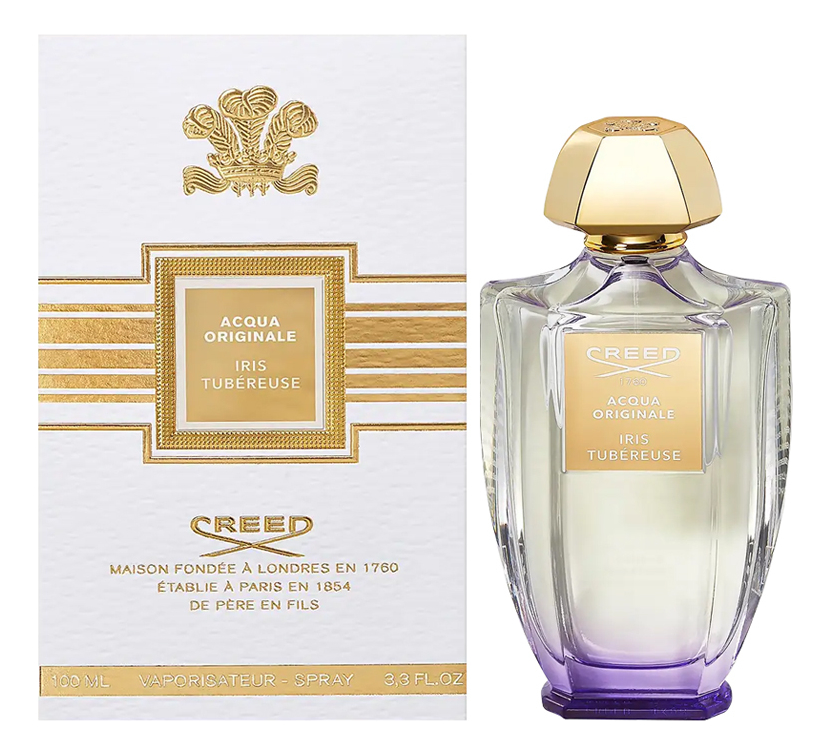 ACQUA
ORIGINALE
IRIS
TUBÉREUSE
CREED
MAISON FONDÉE À LONDRES EN 1760
ÉTABLIE À PARIS EN 1854
DE PÈRE EN FILS
100 ML VAPORISATEUR - SPRAY 3,3 FL.OZ
CREED
1760
ACQUA
ORIGINALE
IRIS
TUBÉREUSE